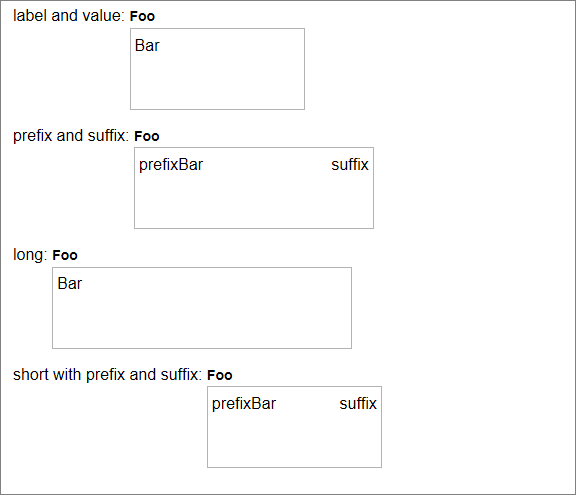 label and value: Foo
Bar
prefix and suffix: Foo
prefixBar suffix
long: Foo
Bar
short with prefix and suffix: Foo
prefixBar suffix